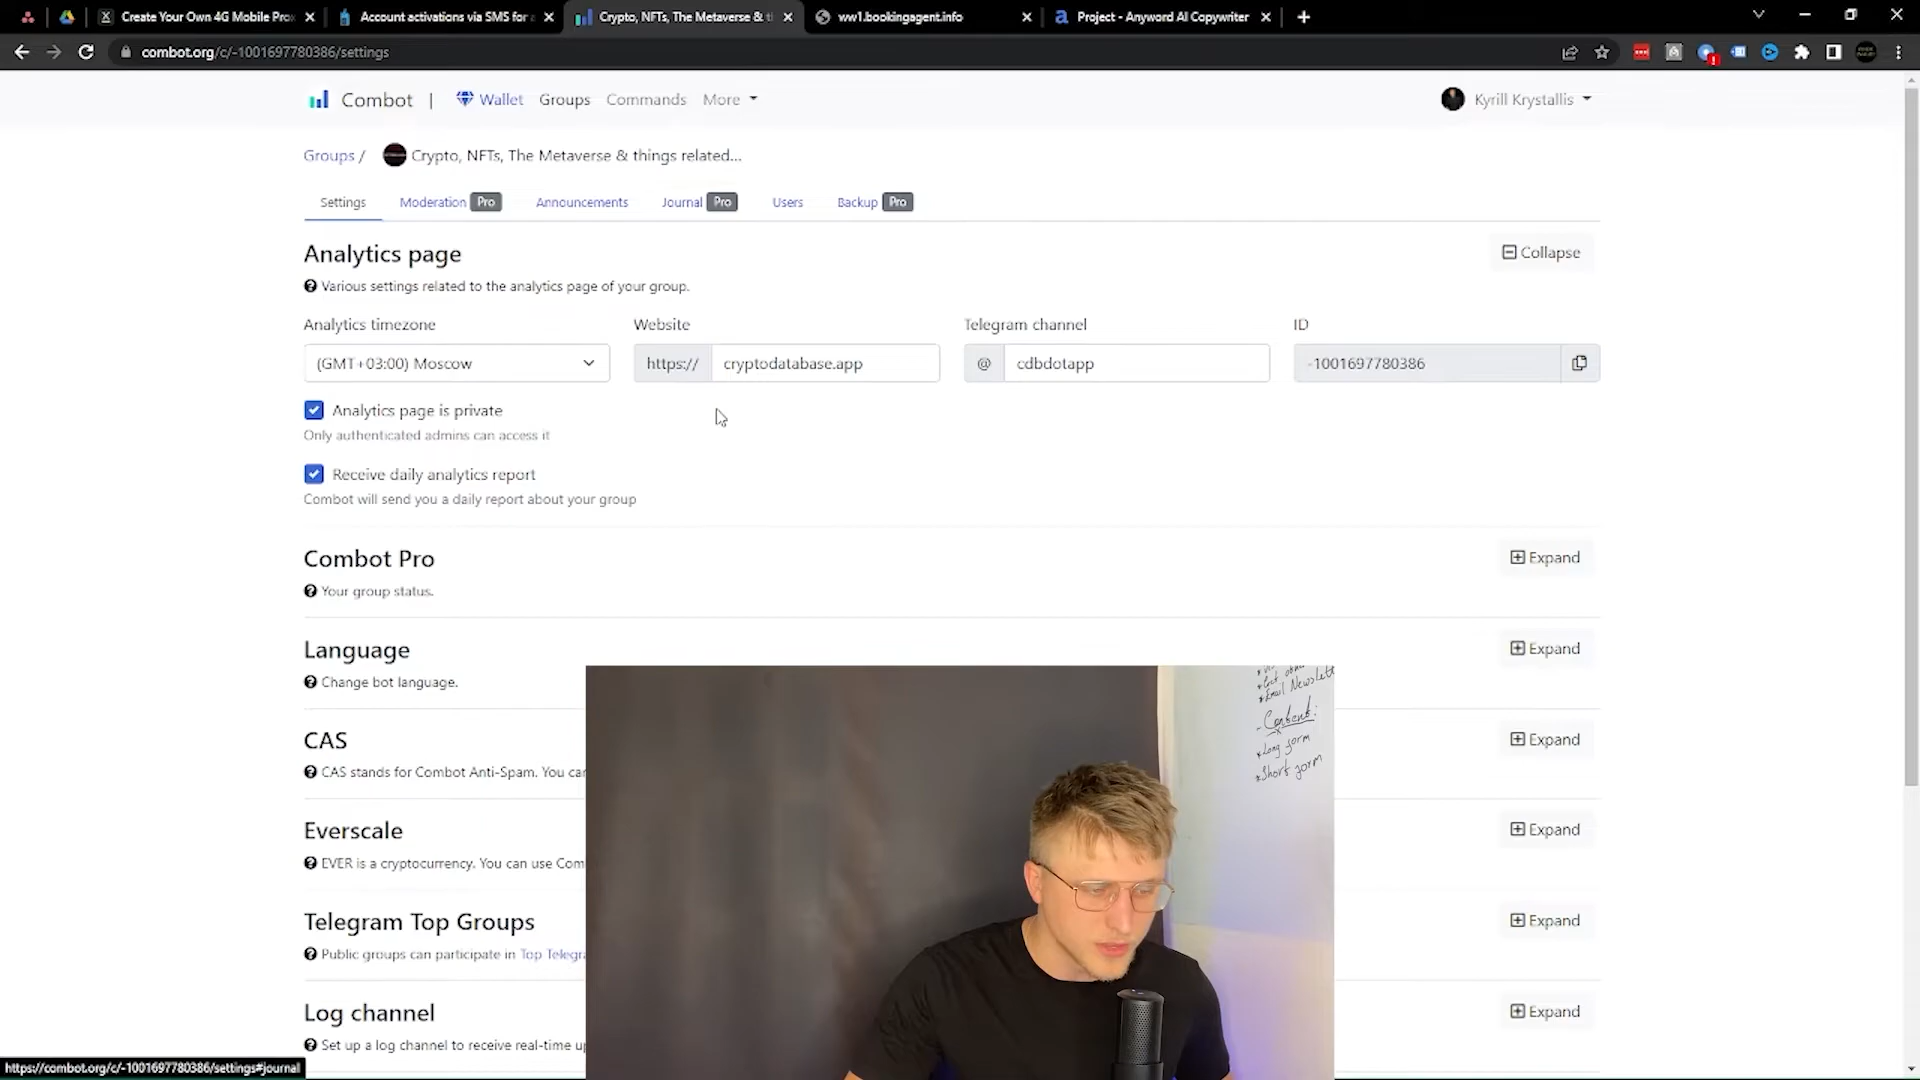 Create Your Own 4G Mobile Prox
Account activations via SMS for a
Crypto, NFTs, The Metaverse & t
ww1.bookingagent.info
Project - Anyword AI Copywriter
combot.org/c/-1001697780386/settings
Combot | Wallet Groups Commands More
Kyrill Krystallis
Groups / Crypto, NFTs, The Metaverse & things related...
Settings Moderation Pro Announcements Journal Pro Users Backup Pro
Analytics page
Collapse
Various settings related to the analytics page of your group.
Analytics timezone Website Telegram channel ID
(GMT+03:00) Moscow https:// cryptodatabase.app @ cdbdotapp -1001697780386
Analytics page is private
Only authenticated admins can access it
Receive daily analytics report
Combot will send you a daily report about your group
Combot Pro
Expand
Your group status.
Language
Expand
Change bot language.
CAS
Expand
CAS stands for Combot Anti-Spam. You can
Everscale
Expand
EVER is a cryptocurrency. You can use Com
Telegram Top Groups
Expand
Public groups can participate in Top Telegra
Log channel
Expand
Set up a log channel to receive real-time up
https://combot.org/c/-1001697780386/settings#journal
* Email Newslett
- Content:
* Long form
* Short form